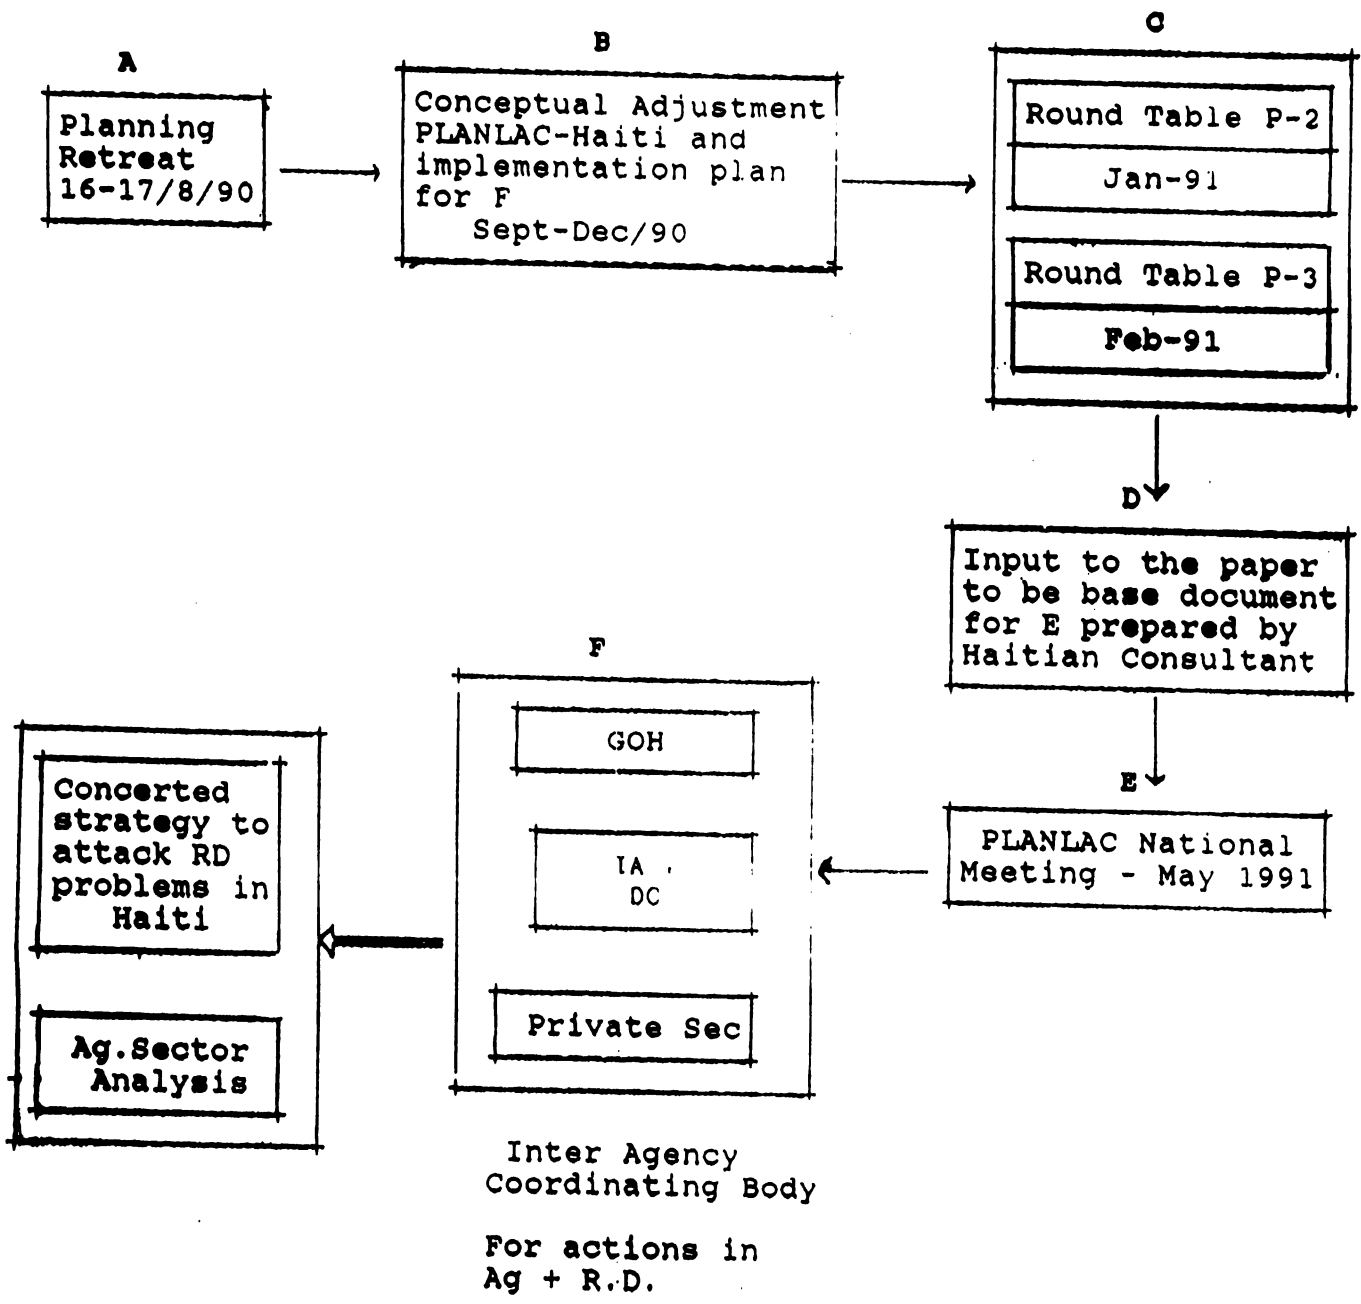 A
Planning
Retreat
16-17/8/90
B
Conceptual Adjustment
PLANLAC-Haiti and
implementation plan
for F
Sept-Dec/90
C
Round Table P-2
Jan-91
Round Table P-3
Feb-91
D
Input to the paper
to be base document
for E prepared by
Haitian Consultant
E
PLANLAC National
Meeting - May 1991
F
GOH
IA
DC
Private Sec
Inter Agency
Coordinating Body
For actions in
Ag + R.D.
Concerted
strategy to
attack RD
problems in
Haiti
Ag.Sector
Analysis